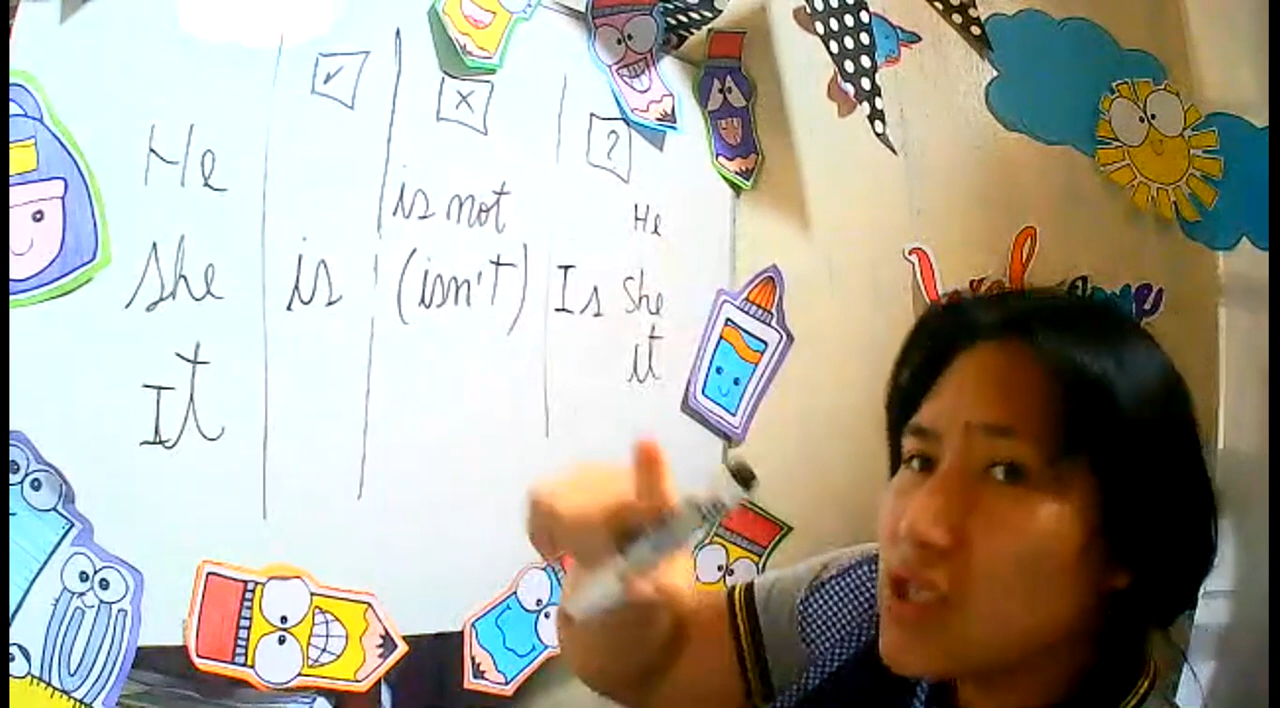 ✓ x ?
He
is not
He
she is (isn't) Is She
it
It